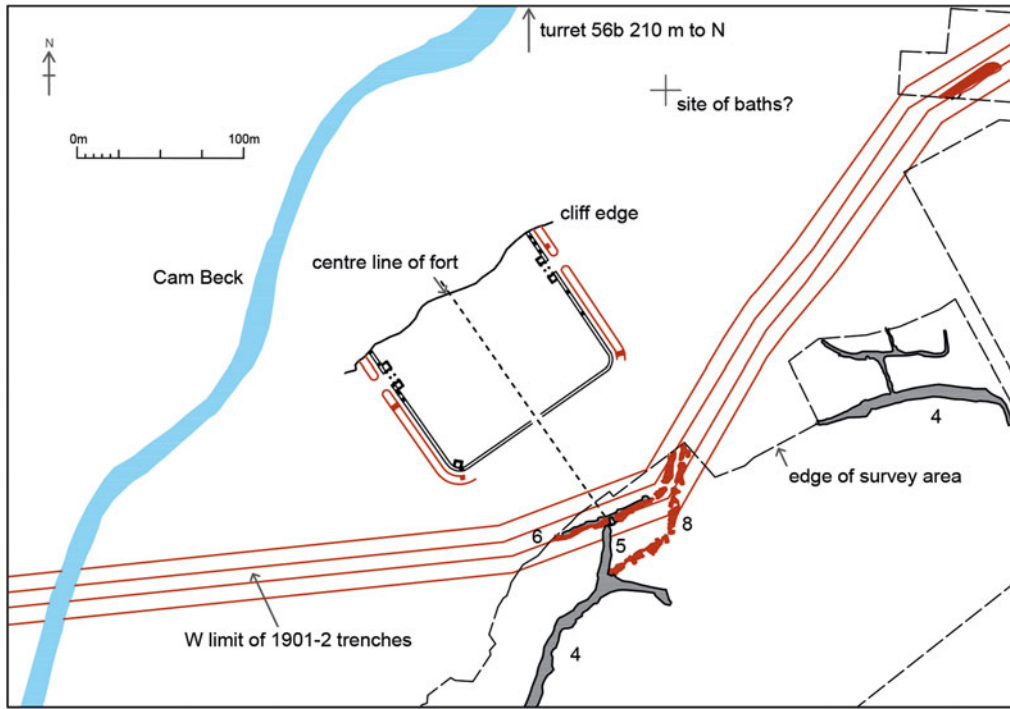 turret 56b 210 m to N
N
site of baths?
0m 100m
cliff edge
centre line of fort
Cam Beck
4
edge of survey area
6
5
8
W limit of 1901-2 trenches
4